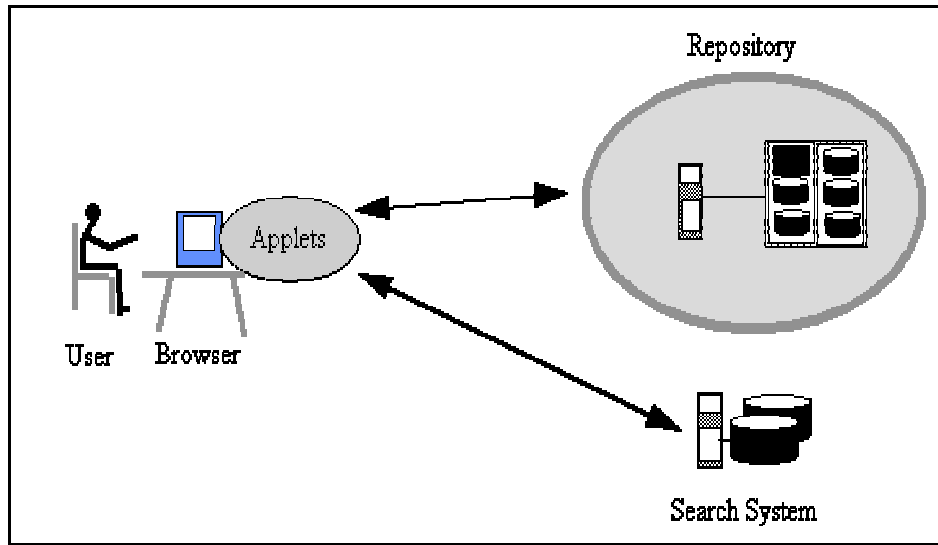 Repository
Applets
User
Browser
Search System